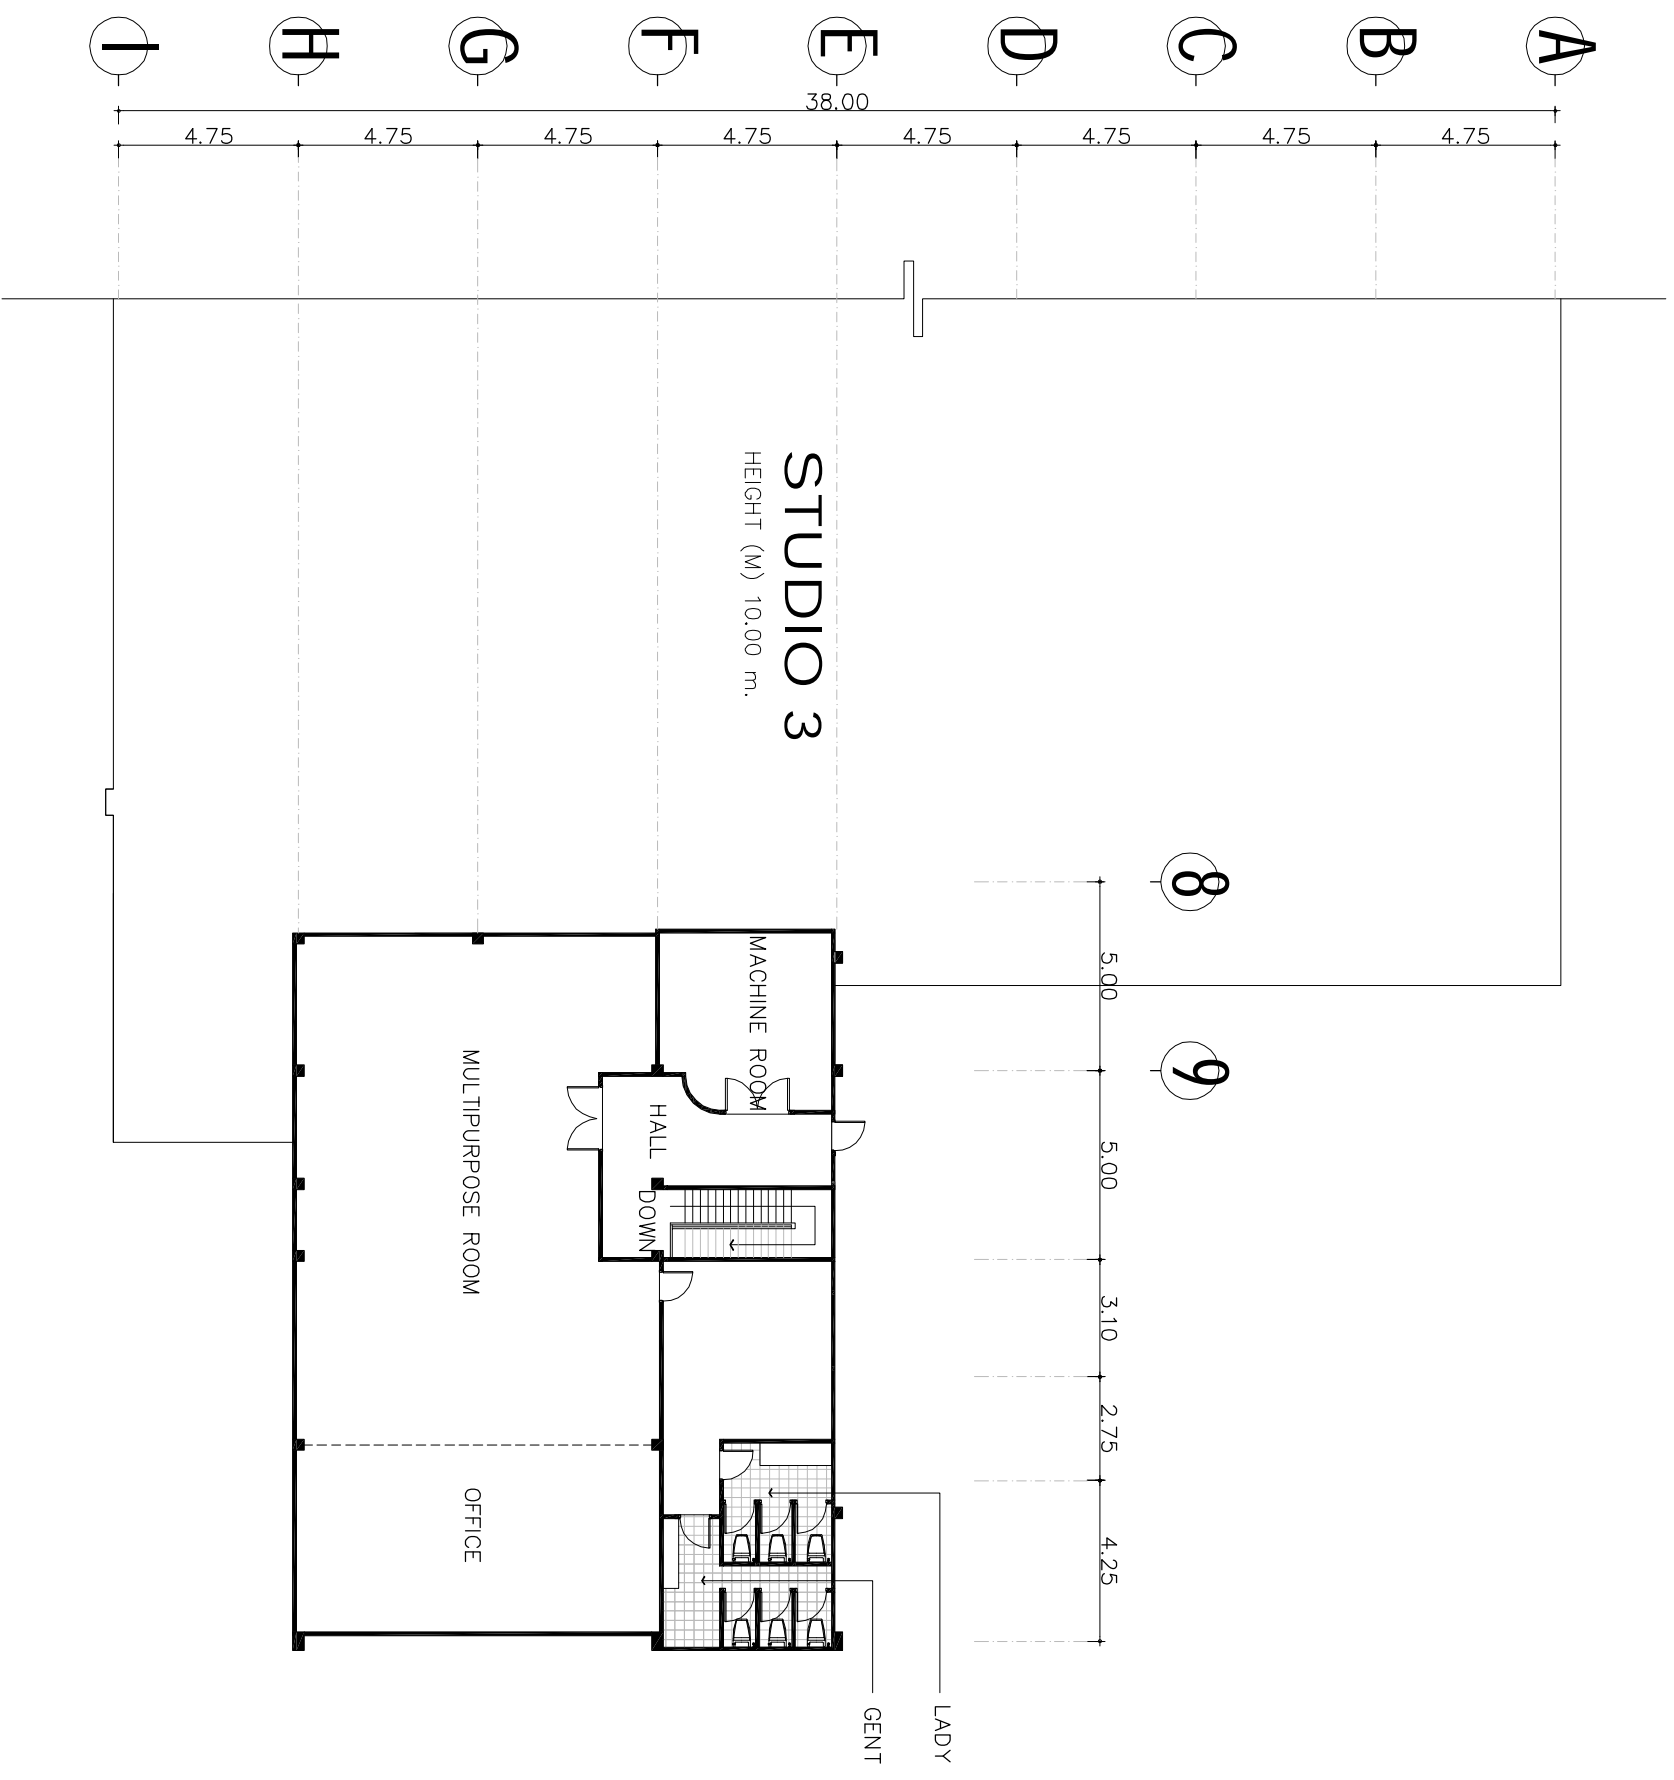 I
H
G
F
E
D
C
B
A
38.00
4.75
4.75
4.75
4.75
4.75
4.75
4.75
4.75
STUDIO 3
HEIGHT (M) 10.00 m.
8
9
5.00
5.00
3.10
2.75
4.25
MACHINE ROOM
HALL
DOWN
MULTIPURPOSE ROOM
OFFICE
LADY
GENT